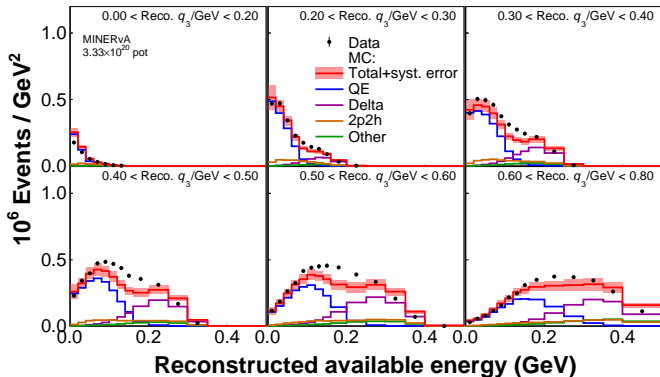 0.00 < Reco. q3/GeV < 0.20
0.20 < Reco. q3/GeV < 0.30
0.30 < Reco. q3/GeV < 0.40
MINERvA
3.33×10^20 pot
Data
MC:
Total+syst. error
QE
Delta
2p2h
Other
1.0
0.5
0.0
0.40 < Reco. q3/GeV < 0.50
0.50 < Reco. q3/GeV < 0.60
0.60 < Reco. q3/GeV < 0.80
1.0
0.5
0.0
0.0 0.2 0.4 0.0 0.2 0.4 0.0 0.2 0.4
10^6 Events / GeV^2
Reconstructed available energy (GeV)